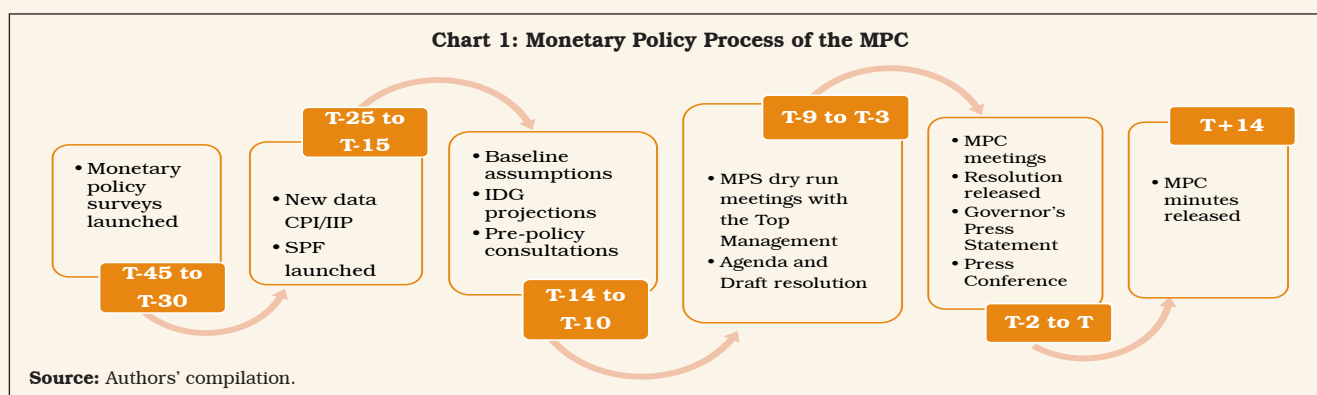 Chart 1: Monetary Policy Process of the MPC
• Monetary
policy
surveys
launched
T-45 to
T-30
T-25 to
T-15
• New data
CPI/IIP
• SPF
launched
• Baseline
assumptions
• IDG
projections
• Pre-policy
consultations
T-14 to
T-10
T-9 to T-3
• MPS dry run
meetings with
the Top
Management
• Agenda and
Draft resolution
• MPC
meetings
• Resolution
released
• Governor's
Press
Statement
• Press
Conference
T-2 to T
T+14
• MPC
minutes
released
Source: Authors' compilation.